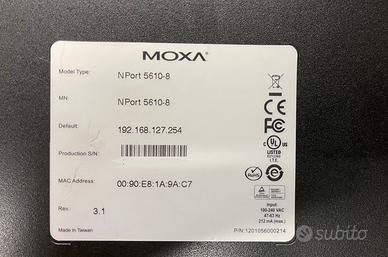 MOXA®
Model Type: NPort 5610-8
MN: NPort 5610-8
Default: 192.168.127.254
Production S/N:
MAC Address: 00:90:E8:1A:9A:C7
Rev.: 3.1
Made in Taiwan
CE
FC
UL
LISTED
I.T.E.
Input:
100-240 VAC
47-63 Hz
212 mA (max.)
P/N:1201056000214
subito